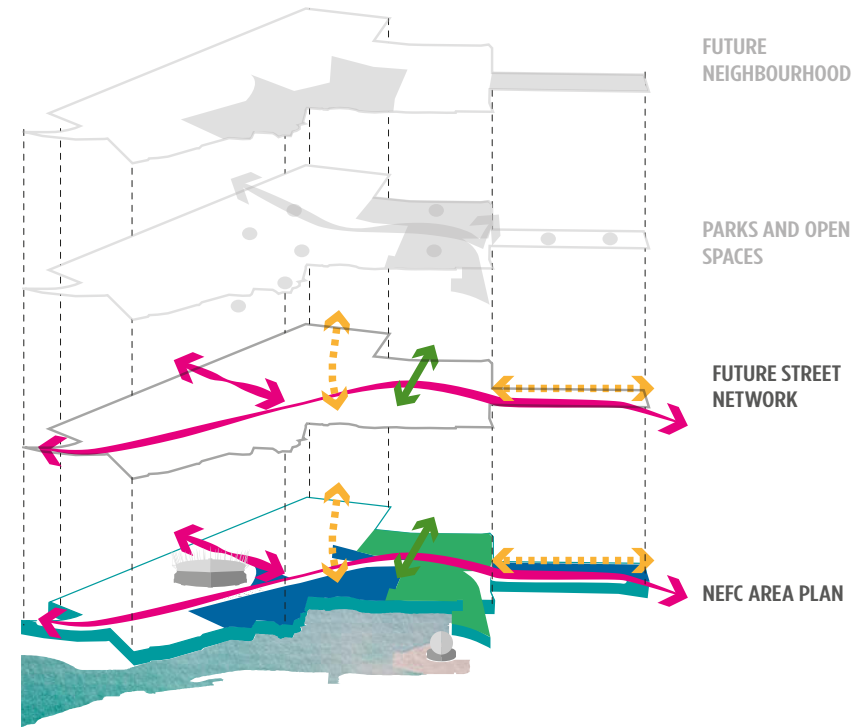 FUTURE
NEIGHBOURHOOD
PARKS AND OPEN
SPACES
FUTURE STREET
NETWORK
NEFC AREA PLAN